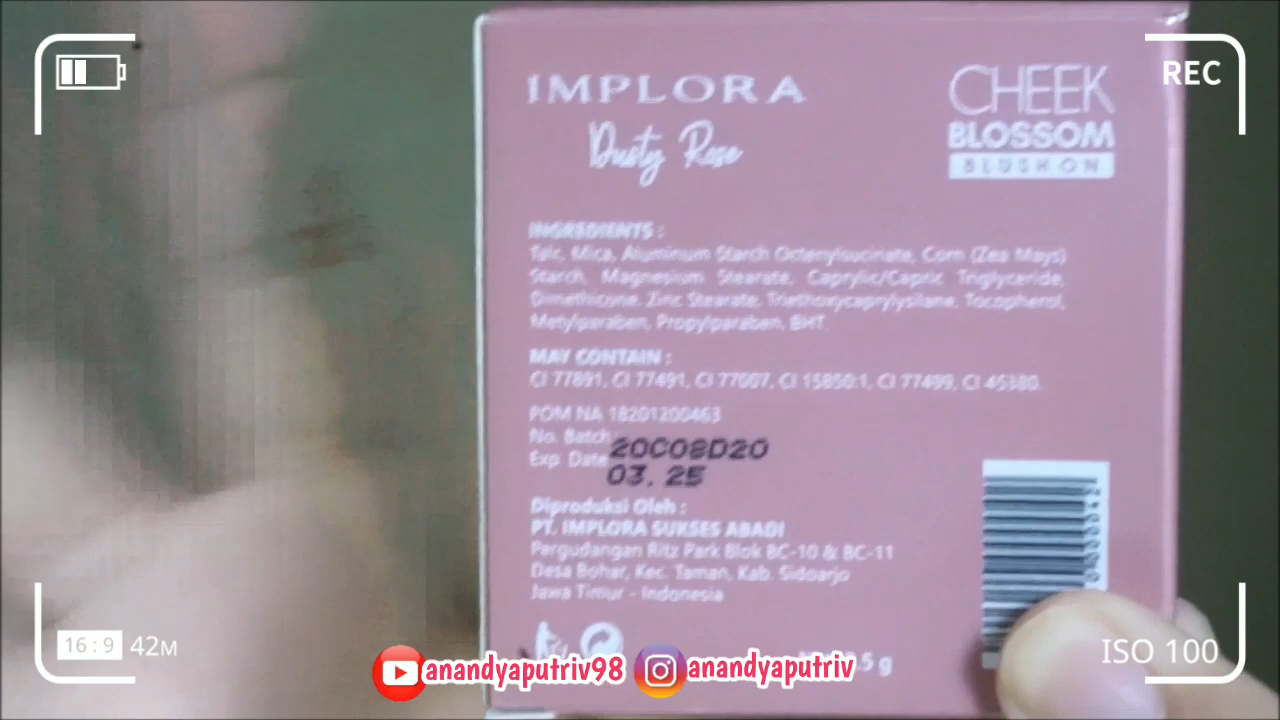 REC
IMPLORA
Dusty Rose
CHEEK
BLOSSOM
BLUSH ON
INGREDIENTS :
Talc, Mica, Aluminum Starch Octenylsucinate, Corn (Zea Mays)
Starch, Magnesium Stearate, Caprylic/Capric Triglyceride,
Dimethicone, Zinc Stearate, Triethoxycaprylysilane, Tocopherol,
Metylparaben, Propylparaben, BHT.
MAY CONTAIN :
CI 77891, CI 77491, CI 77007, CI 15850:1, CI 77499, CI 45380.
POM NA 18201200463
No. Batch 20C08D20
Exp. Date 03. 25
Diproduksi Oleh :
PT. IMPLORA SUKSES ABADI
Pergudangan Ritz Park Blok BC-10 & BC-11
Desa Bohar, Kec. Taman, Kab. Sidoarjo
Jawa Timur - Indonesia
16:9 42M
ISO 100
anandyaputriv98 anandyaputriv